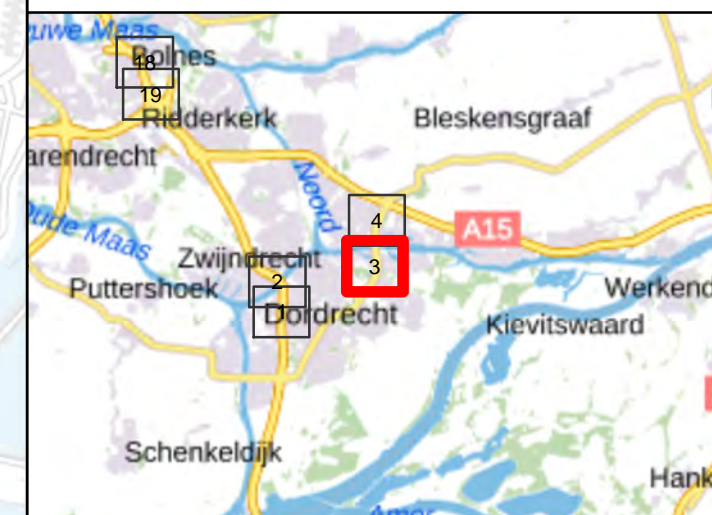 uwe Maas
Bolnes
18
19
Ridderkerk
Bleskensgraaf
arendrecht
Noord
4
A15
Oude Maas
Zwijndrecht
3
2
Puttershoek
Werkend
1
Dordrecht
Kievitswaard
Schenkeldijk
Hank
Amer